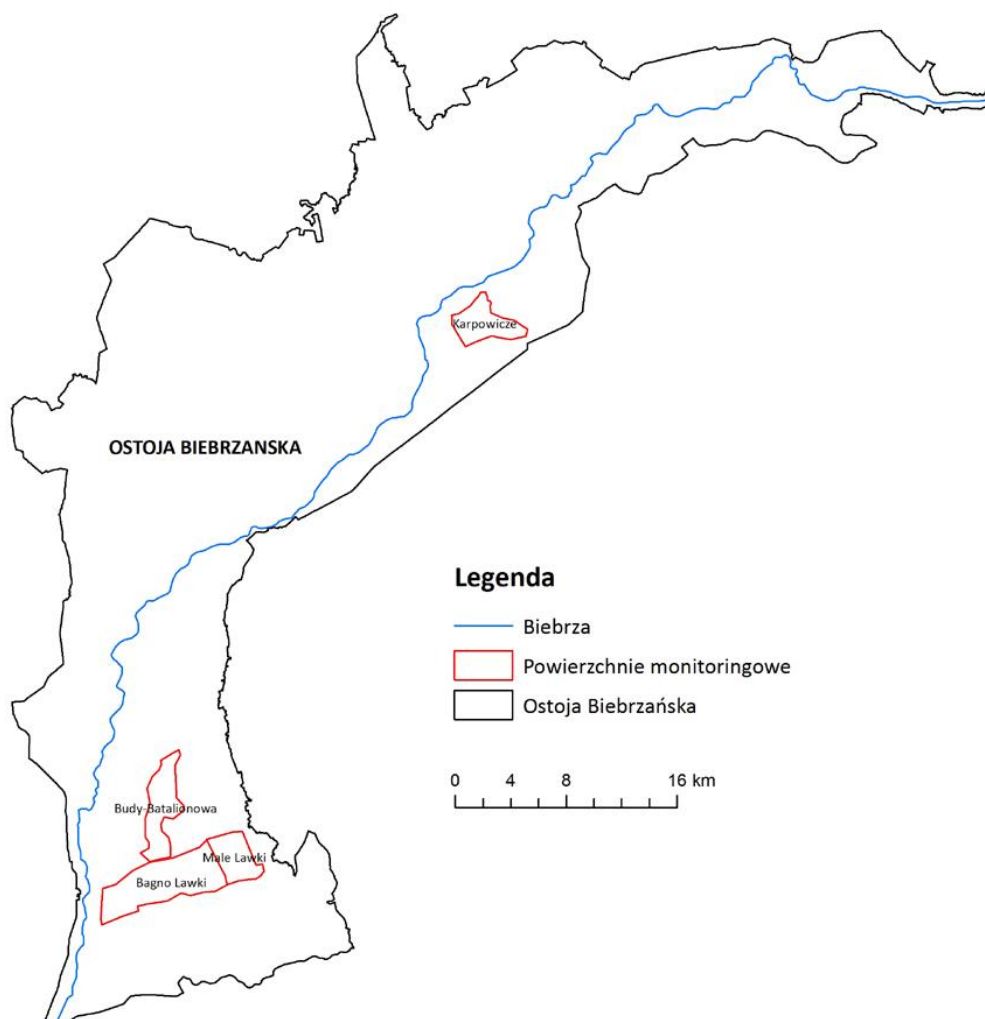 Karpowicze
OSTOJA BIEBRZANSKA
Legenda
Biebrza
Powierzchnie monitoringowe
Ostoja Biebrzańska
0 4 8 16 km
Budy-Batalionowa
Male Lawki
Bagno Lawki